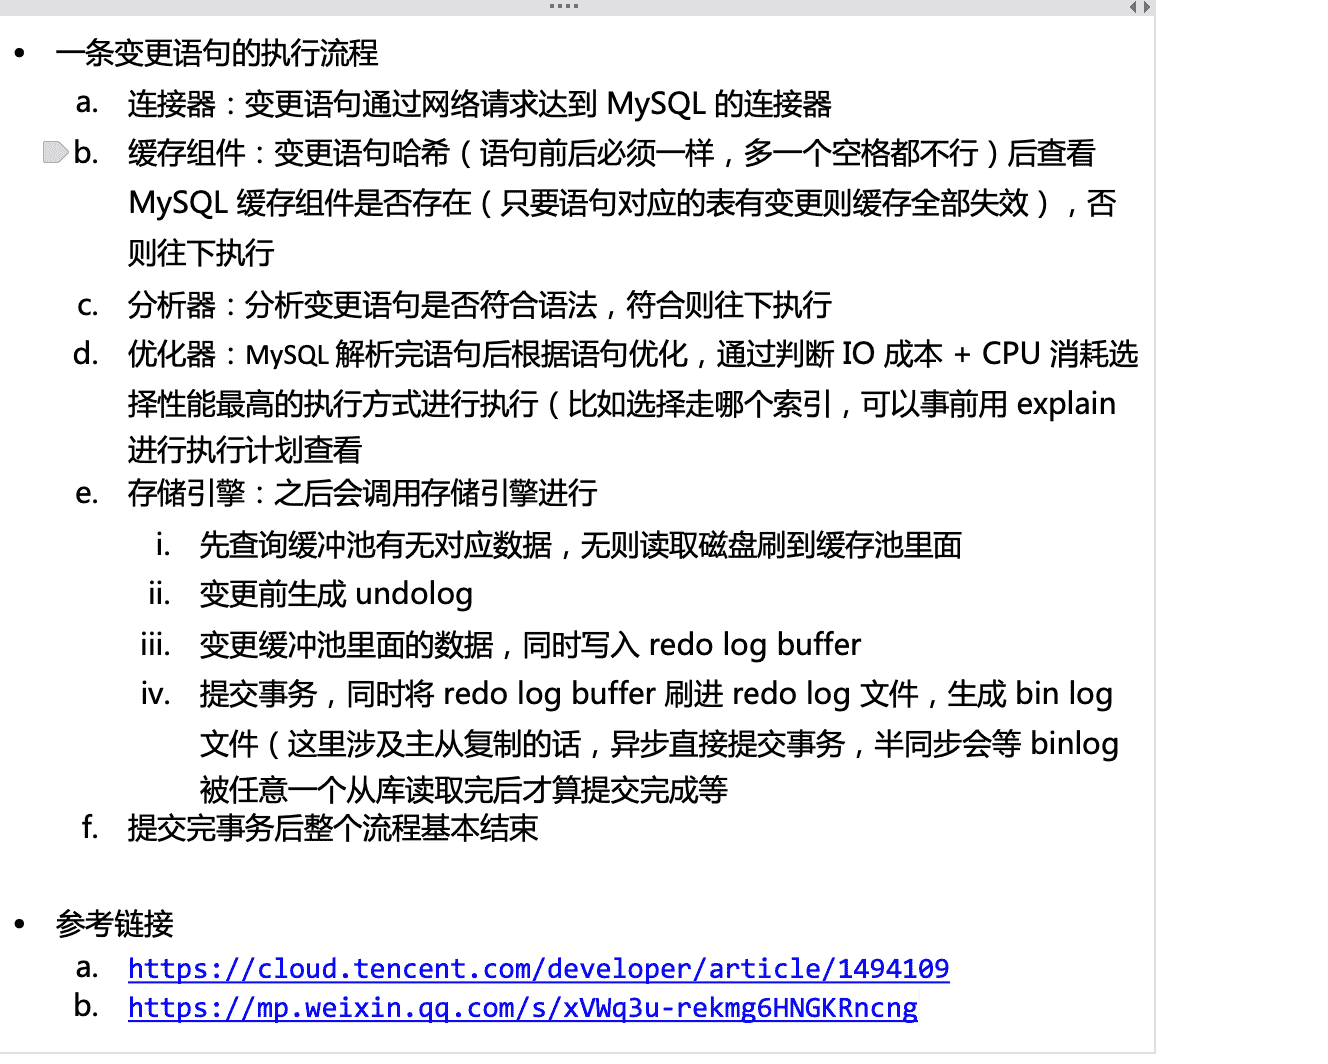 • 一条变更语句的执行流程
a. 连接器：变更语句通过网络请求达到 MySQL 的连接器
b. 缓存组件：变更语句哈希（语句前后必须一样，多一个空格都不行）后查看
MySQL 缓存组件是否存在（只要语句对应的表有变更则缓存全部失效），否
则往下执行
c. 分析器：分析变更语句是否符合语法，符合则往下执行
d. 优化器：MySQL 解析完语句后根据语句优化，通过判断 IO 成本 + CPU 消耗选
择性能最高的执行方式进行执行（比如选择走哪个索引，可以事前用 explain
进行执行计划查看
e. 存储引擎：之后会调用存储引擎进行
i. 先查询缓冲池有无对应数据，无则读取磁盘刷到缓存池里面
ii. 变更前生成 undolog
iii. 变更缓冲池里面的数据，同时写入 redo log buffer
iv. 提交事务，同时将 redo log buffer 刷进 redo log 文件，生成 bin log
文件（这里涉及主从复制的话，异步直接提交事务，半同步会等 binlog
被任意一个从库读取完后才算提交完成等
f. 提交完事务后整个流程基本结束
• 参考链接
a. https://cloud.tencent.com/developer/article/1494109
b. https://mp.weixin.qq.com/s/xVWq3u-rekmg6HNGKRncng